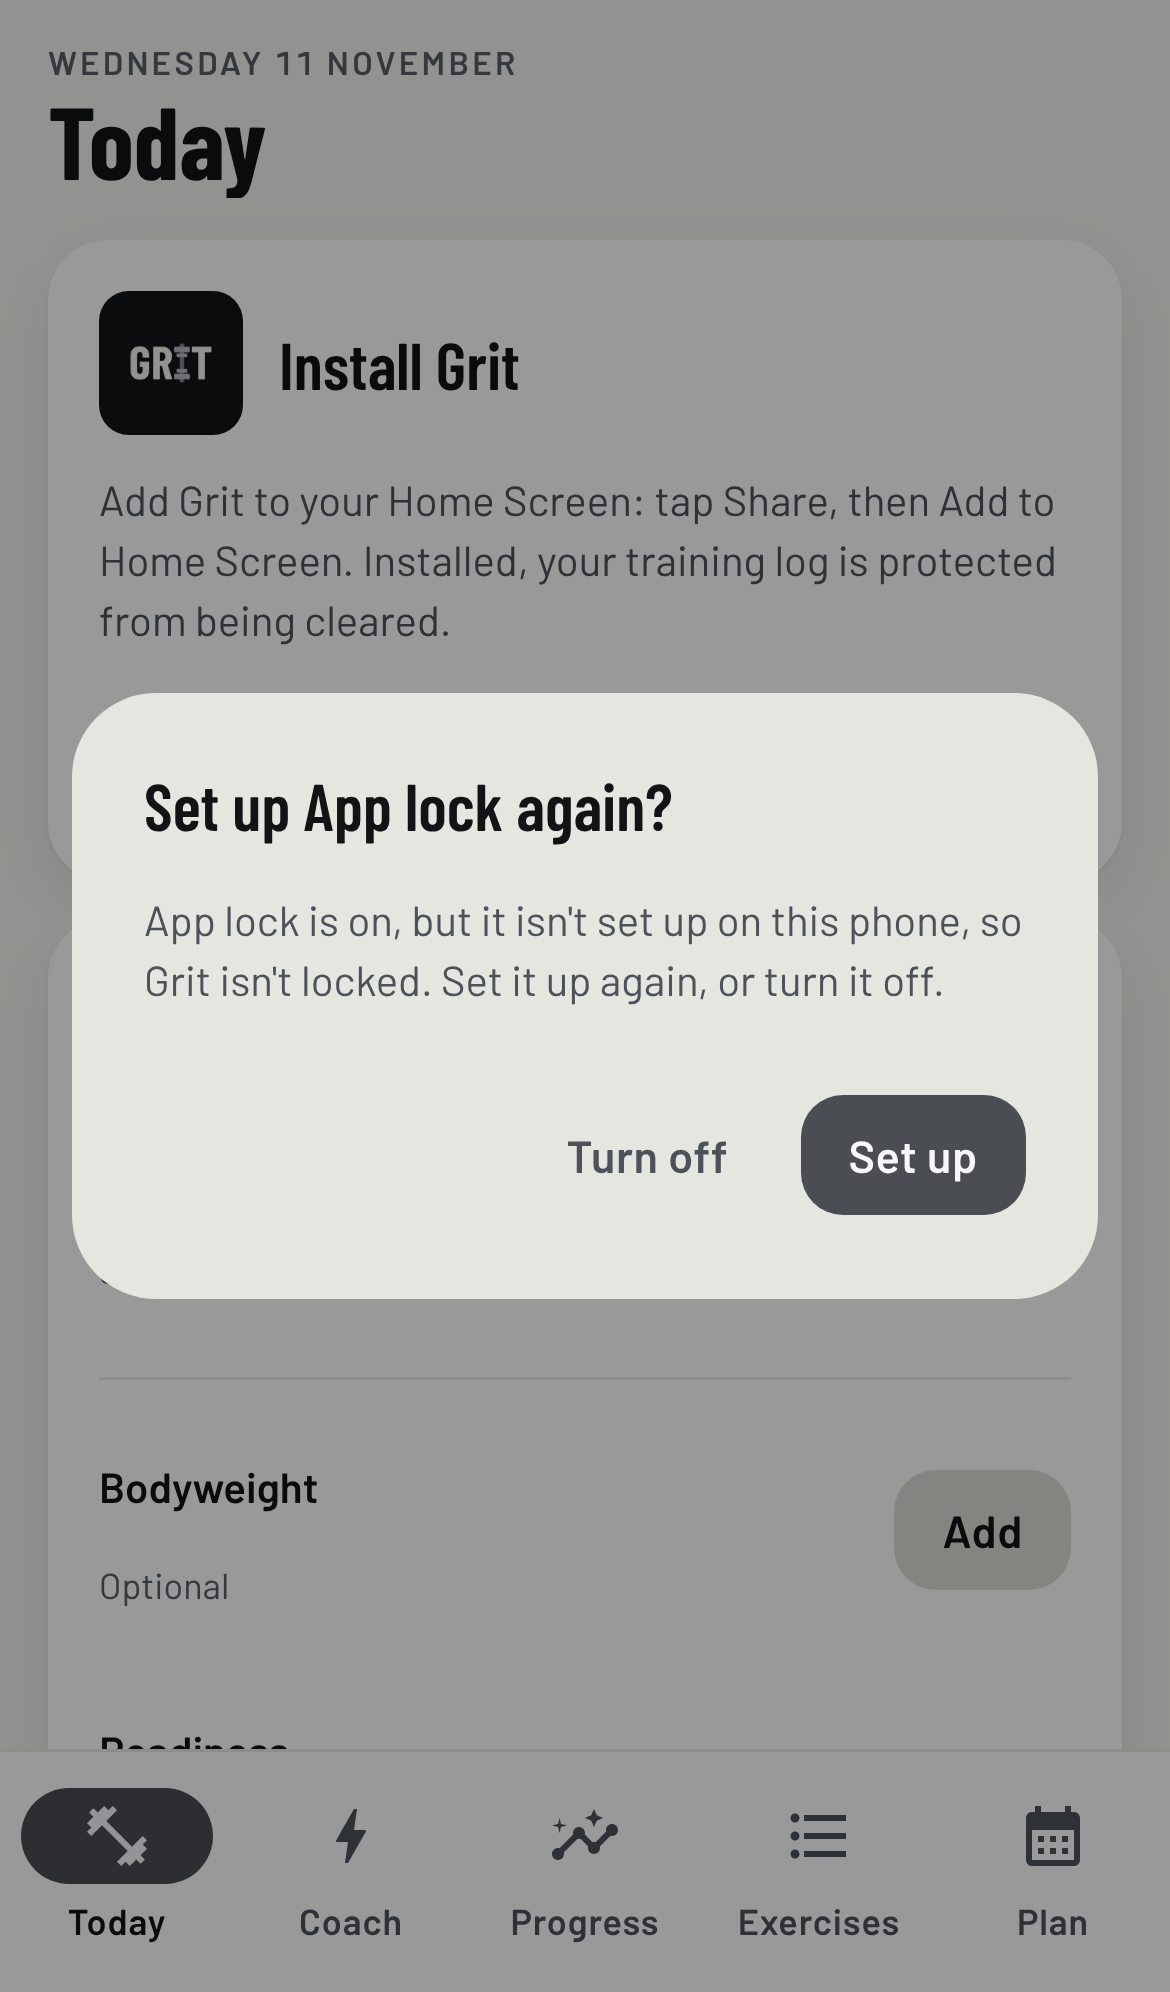 WEDNESDAY 11 NOVEMBER
Today
GRIT
Install Grit
Add Grit to your Home Screen: tap Share, then Add to
Home Screen. Installed, your training log is protected
from being cleared.
Set up App lock again?
App lock is on, but it isn't set up on this phone, so
Grit isn't locked. Set it up again, or turn it off.
Turn off
Set up
Bodyweight
Add
Optional
Readiness
Today
Coach
Progress
Exercises
Plan